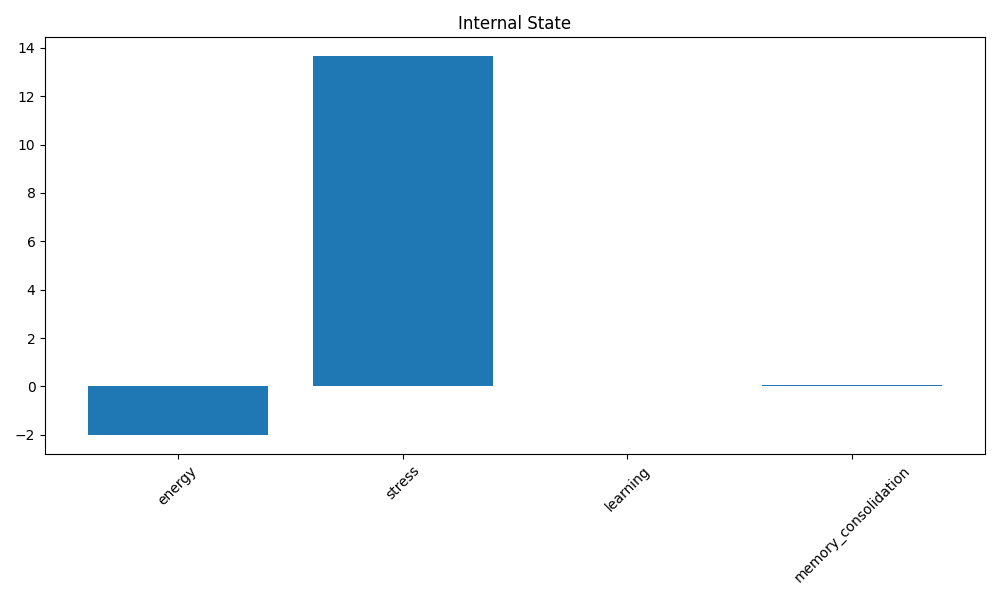 Internal State
14
12
10
8
6
4
2
0
−2
energy
stress
learning
memory_consolidation